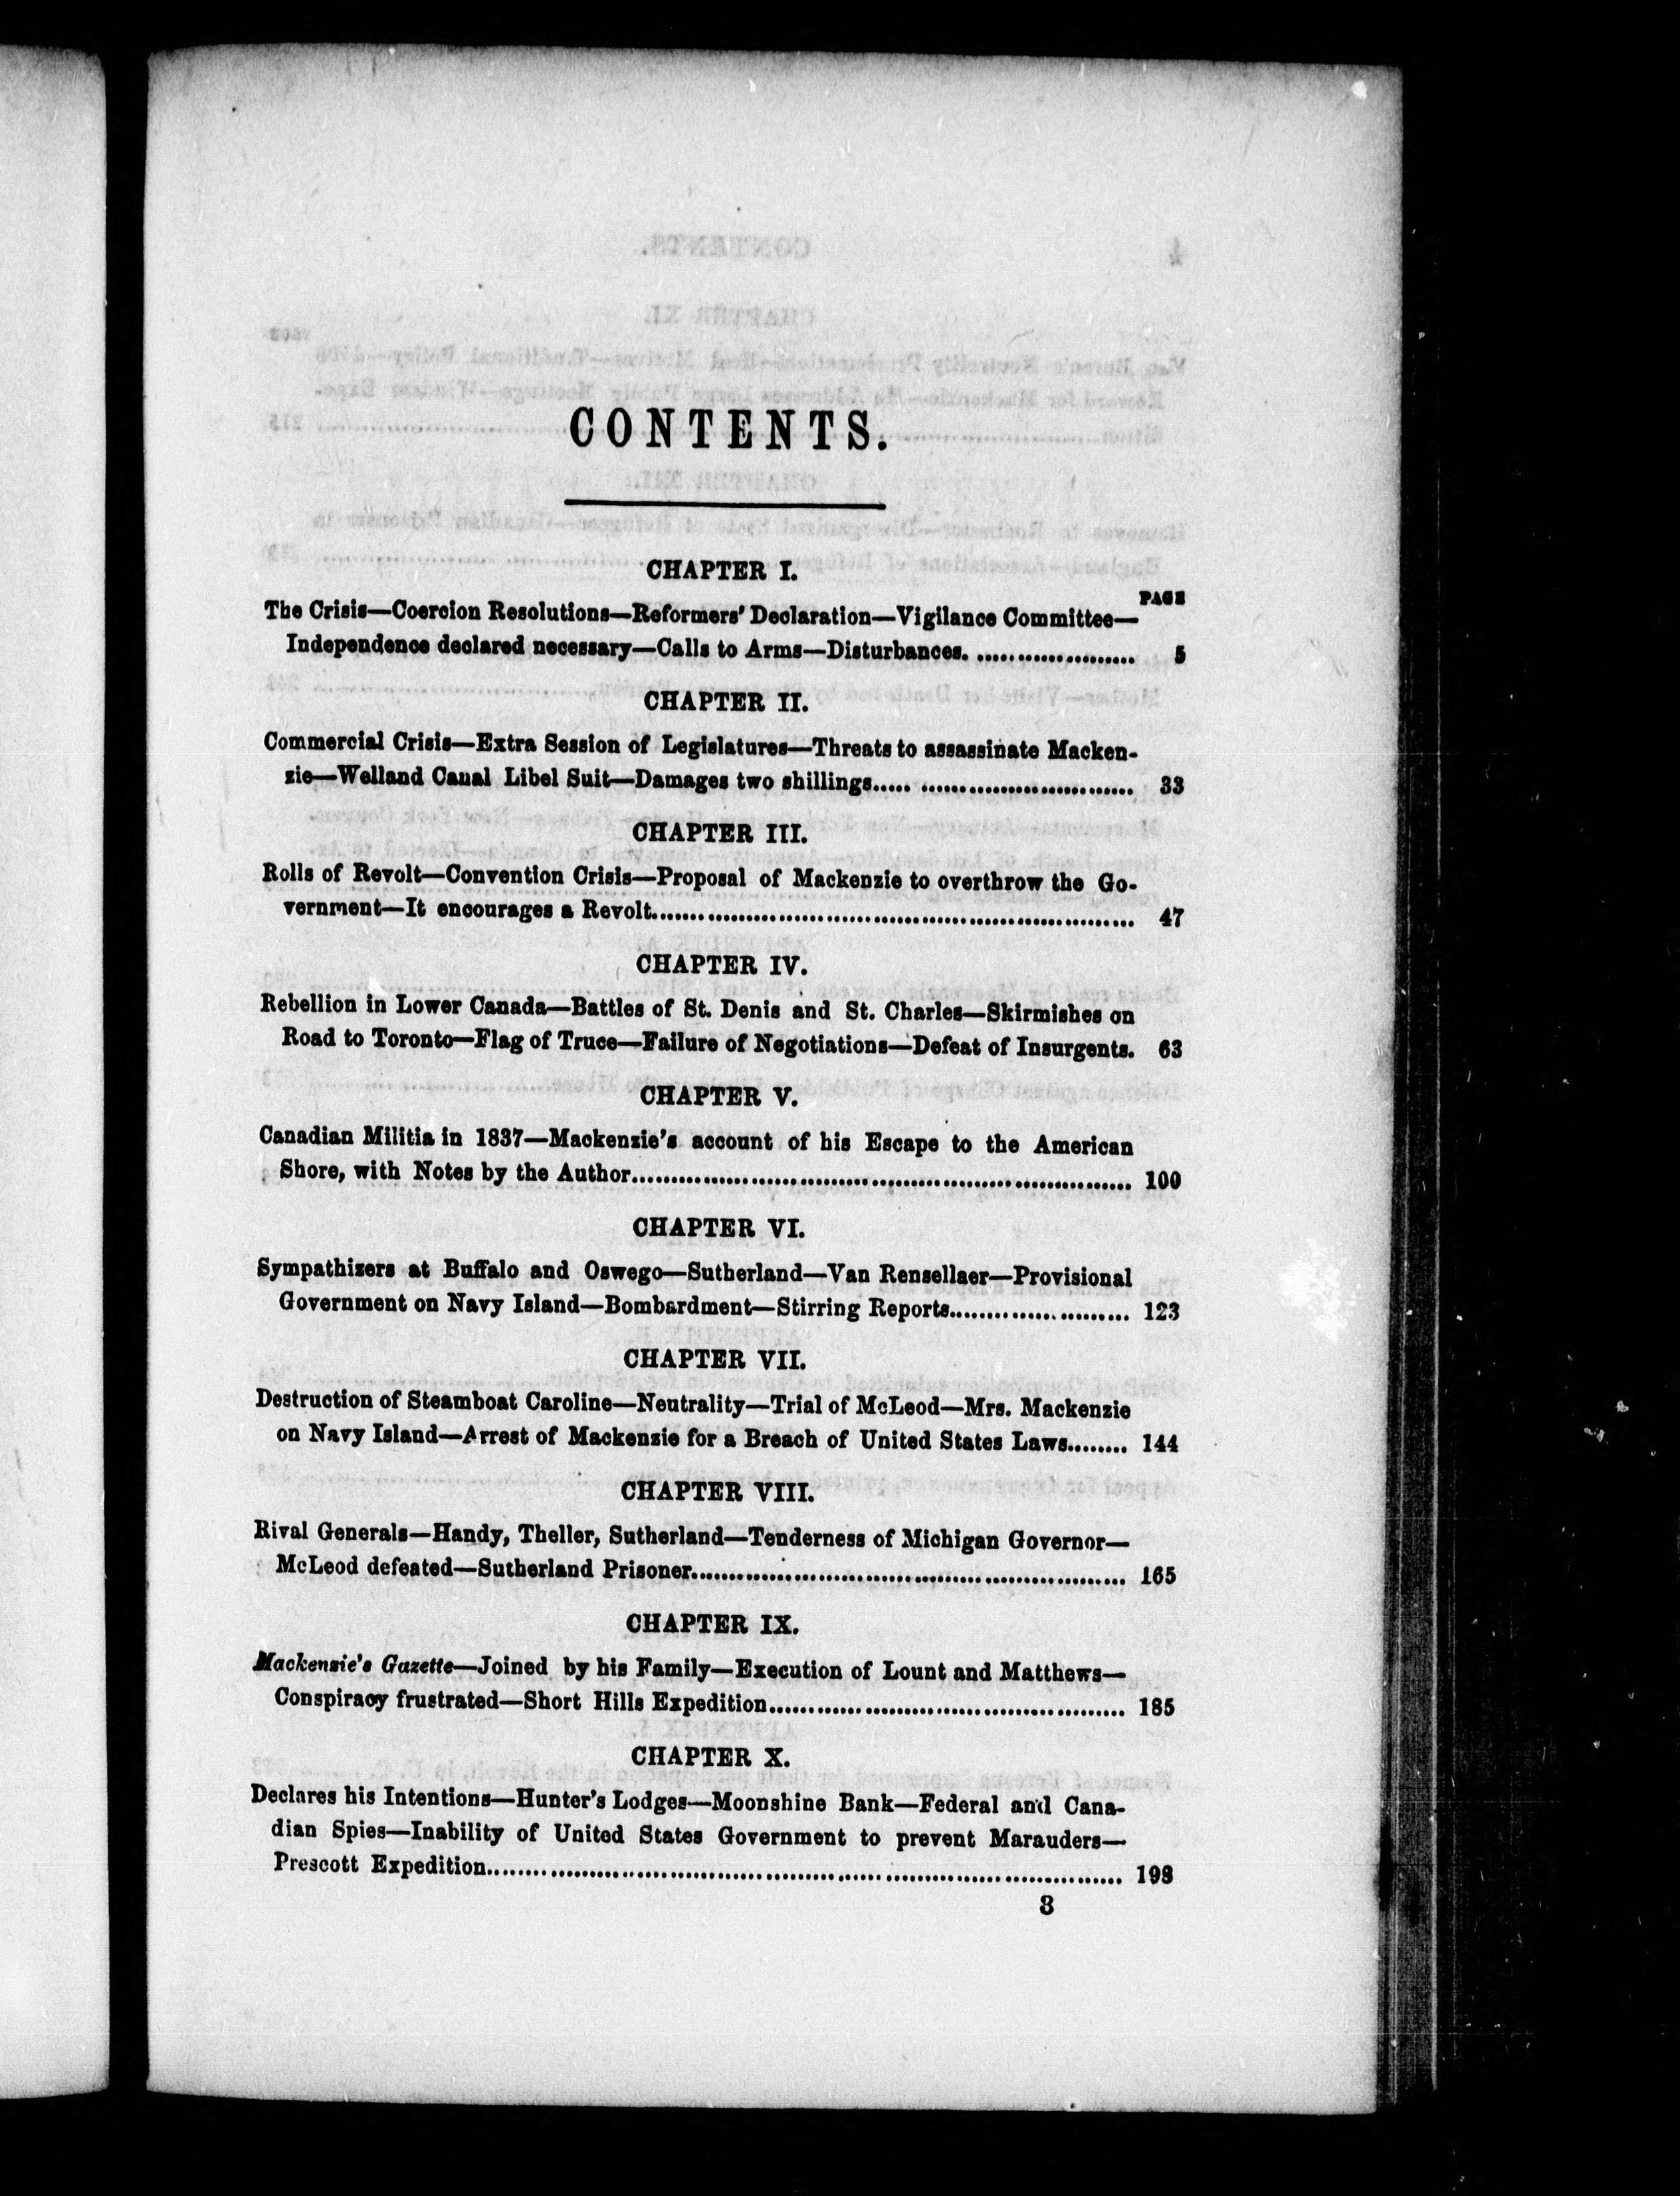 CONTENTS.
CHAPTER I.
PAGE
The Crisis—Coercion Resolutions—Reformers' Declaration—Vigilance Committee—
Independence declared necessary—Calls to Arms—Disturbances. .................... 5
CHAPTER II.
Commercial Crisis—Extra Session of Legislatures—Threats to assassinate Macken-
zie—Welland Canal Libel Suit—Damages two shillings..... ............................ 33
CHAPTER III.
Rolls of Revolt—Convention Crisis—Proposal of Mackenzie to overthrow the Go-
vernment—It encourages a Revolt................................................................ 47
CHAPTER IV.
Rebellion in Lower Canada—Battles of St. Denis and St. Charles—Skirmishes on
Road to Toronto—Flag of Truce—Failure of Negotiations—Defeat of Insurgents. 63
CHAPTER V.
Canadian Militia in 1837—Mackenzie's account of his Escape to the American
Shore, with Notes by the Author.................................................................. 100
CHAPTER VI.
Sympathizers at Buffalo and Oswego—Sutherland—Van Rensellaer—Provisional
Government on Navy Island—Bombardment—Stirring Reports........................ 123
CHAPTER VII.
Destruction of Steamboat Caroline—Neutrality—Trial of McLeod—Mrs. Mackenzie
on Navy Island—Arrest of Mackenzie for a Breach of United States Laws........ 144
CHAPTER VIII.
Rival Generals—Handy, Theller, Sutherland—Tenderness of Michigan Governor—
McLeod defeated—Sutherland Prisoner......................................................... 165
CHAPTER IX.
Mackenzie's Gazette—Joined by his Family—Execution of Lount and Matthews—
Conspiracy frustrated—Short Hills Expedition............................................... 185
CHAPTER X.
Declares his Intentions—Hunter's Lodges—Moonshine Bank—Federal and Cana-
dian Spies—Inability of United States Government to prevent Marauders—
Prescott Expedition.................................................................................... 198
3